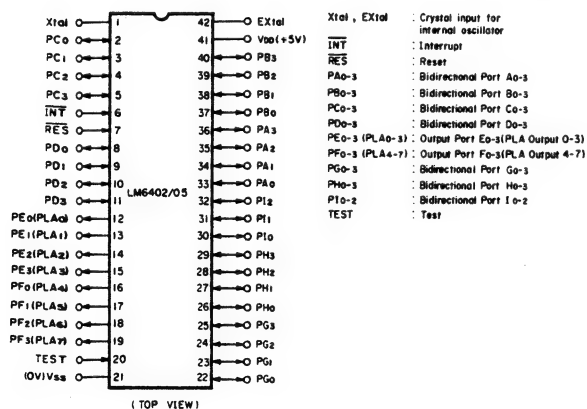 Xtal 1 42 EXtal
PC0 2 41 VDD(+5V)
PC1 3 40 PB3
PC2 4 39 PB2
PC3 5 38 PB1
INT 6 37 PB0
RES 7 36 PA3
PD0 8 35 PA2
PD1 9 34 PA1
PD2 10 33 PA0
PD3 11 32 PI2
PE0(PLA0) 12 31 PI1
PE1(PLA1) 13 30 PI0
PE2(PLA2) 14 29 PH3
PE3(PLA3) 15 28 PH2
PF0(PLA4) 16 27 PH1
PF1(PLA5) 17 26 PH0
PF2(PLA6) 18 25 PG3
PF3(PLA7) 19 24 PG2
TEST 20 23 PG1
(0V)Vss 21 22 PG0
LM6402/05
(TOP VIEW)
Xtal, EXtal : Crystal input for
internal oscillator
INT : Interrupt
RES : Reset
PA0-3 : Bidirectional Port A0-3
PB0-3 : Bidirectional Port B0-3
PC0-3 : Bidirectional Port C0-3
PD0-3 : Bidirectional Port D0-3
PE0-3 (PLA0-3) : Output Port E0-3(PLA Output 0-3)
PF0-3 (PLA4-7) : Output Port F0-3(PLA Output 4-7)
PG0-3 : Bidirectional Port G0-3
PH0-3 : Bidirectional Port H0-3
PI0-2 : Bidirectional Port I0-2
TEST : Test